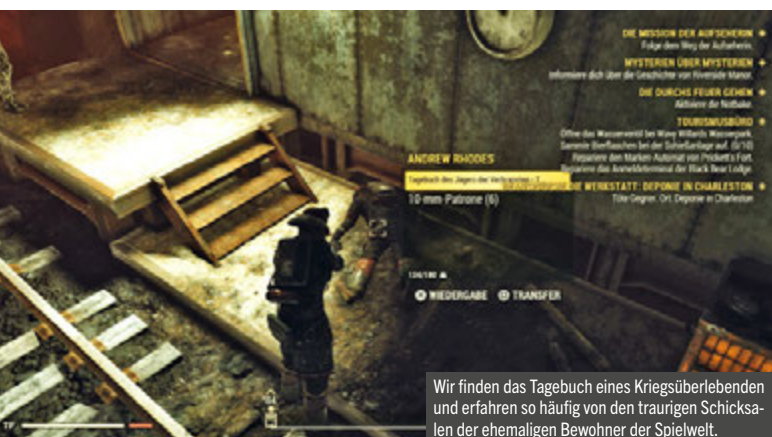 DIE MISSION DER AUFSEHERIN
Folge dem Weg der Aufseherin.
MYSTERIEN ÜBER MYSTERIEN
Informiere dich über die Geschichte von Riverside Manor.
DIE DURCHS FEUER GEHEN
Aktiviere die Notbake.
TOURISMUSBÜRO
Öffne das Wasserventil bei Wavy Willards Wasserpark.
Sammle Bierflaschen bei der Schießanlage auf. (0/10)
Repariere den Marken-Automat von Prickett's Fort.
Repariere das Anmeldeterminal der Black Bear Lodge.
DIE WERKSTATT: DEPONIE IN CHARLESTON
Töte Gegner. Ort: Deponie in Charleston
ANDREW RHODES
Tagebuch des Jägers der Verbrannten - 7
10-mm-Patrone (6)
WIEDERGABE
TRANSFER
TP
Wir finden das Tagebuch eines Kriegsüberlebenden
und erfahren so häufig von den traurigen Schicksa-
len der ehemaligen Bewohner der Spielwelt.